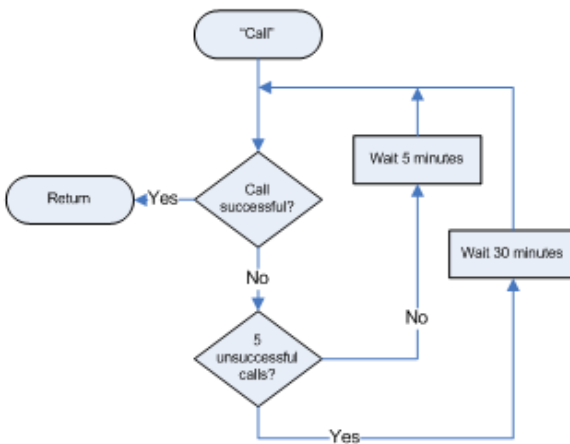 “Call”
Wait 5 minutes
Return
Yes
Call
successful?
Wait 30 minutes
No
5
unsuccessful
calls?
No
Yes